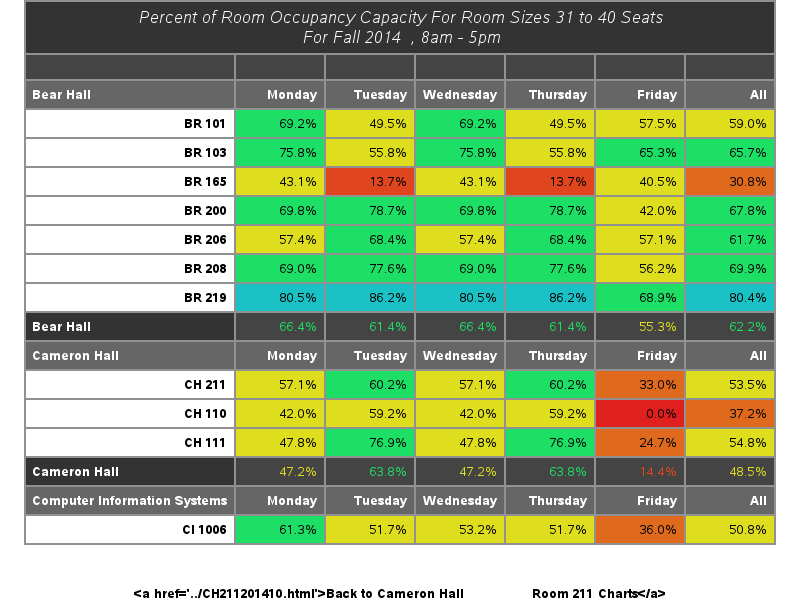 Percent of Room Occupancy Capacity For Room Sizes 31 to 40 Seats
For Fall 2014 , 8am - 5pm
Bear Hall Monday Tuesday Wednesday Thursday Friday All
BR 101 69.2% 49.5% 69.2% 49.5% 57.5% 59.0%
BR 103 75.8% 55.8% 75.8% 55.8% 65.3% 65.7%
BR 165 43.1% 13.7% 43.1% 13.7% 40.5% 30.8%
BR 200 69.8% 78.7% 69.8% 78.7% 42.0% 67.8%
BR 206 57.4% 68.4% 57.4% 68.4% 57.1% 61.7%
BR 208 69.0% 77.6% 69.0% 77.6% 56.2% 69.9%
BR 219 80.5% 86.2% 80.5% 86.2% 68.9% 80.4%
Bear Hall 66.4% 61.4% 66.4% 61.4% 55.3% 62.2%
Cameron Hall Monday Tuesday Wednesday Thursday Friday All
CH 211 57.1% 60.2% 57.1% 60.2% 33.0% 53.5%
CH 110 42.0% 59.2% 42.0% 59.2% 0.0% 37.2%
CH 111 47.8% 76.9% 47.8% 76.9% 24.7% 54.8%
Cameron Hall 47.2% 63.8% 47.2% 63.8% 14.4% 48.5%
Computer Information Systems Monday Tuesday Wednesday Thursday Friday All
CI 1006 61.3% 51.7% 53.2% 51.7% 36.0% 50.8%
<a href='../CH211201410.html'>Back to Cameron Hall Room 211 Charts</a>